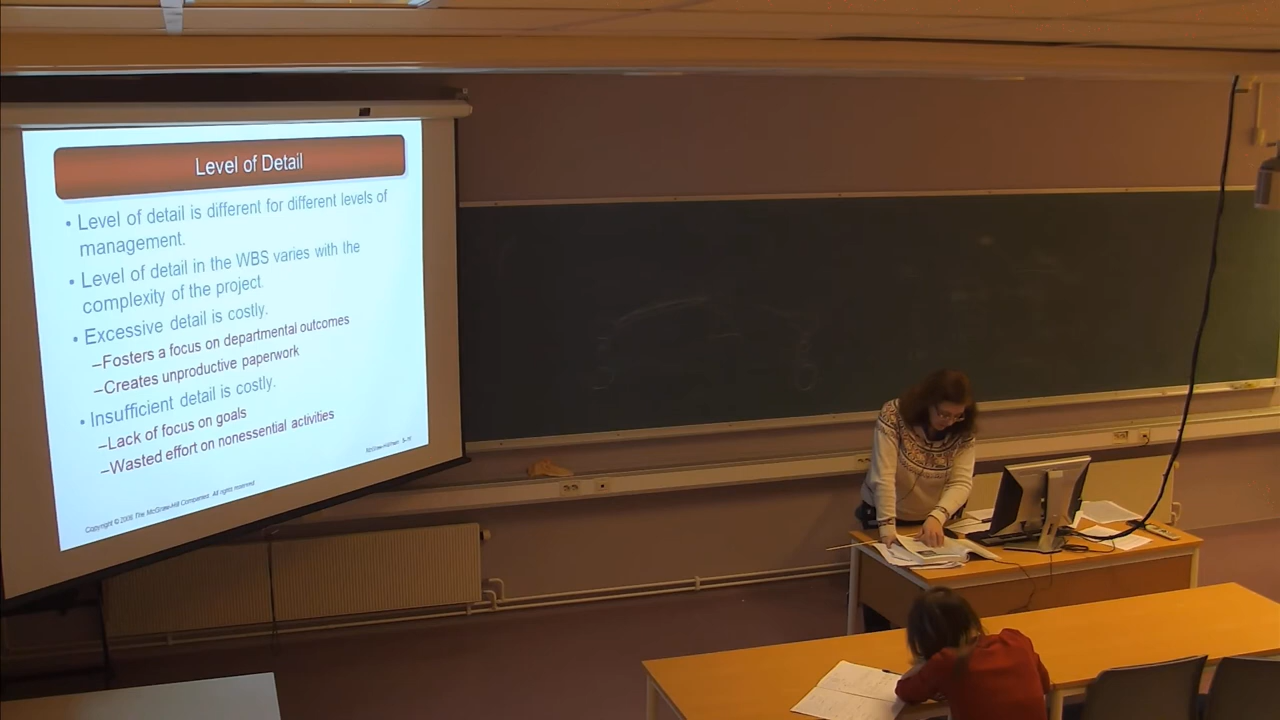 Level of Detail
• Level of detail is different for different levels of
management.
• Level of detail in the WBS varies with the
complexity of the project.
• Excessive detail is costly.
–Fosters a focus on departmental outcomes
–Creates unproductive paperwork
• Insufficient detail is costly.
–Lack of focus on goals
–Wasted effort on nonessential activities
Copyright © 2006 The McGraw-Hill Companies. All rights reserved.